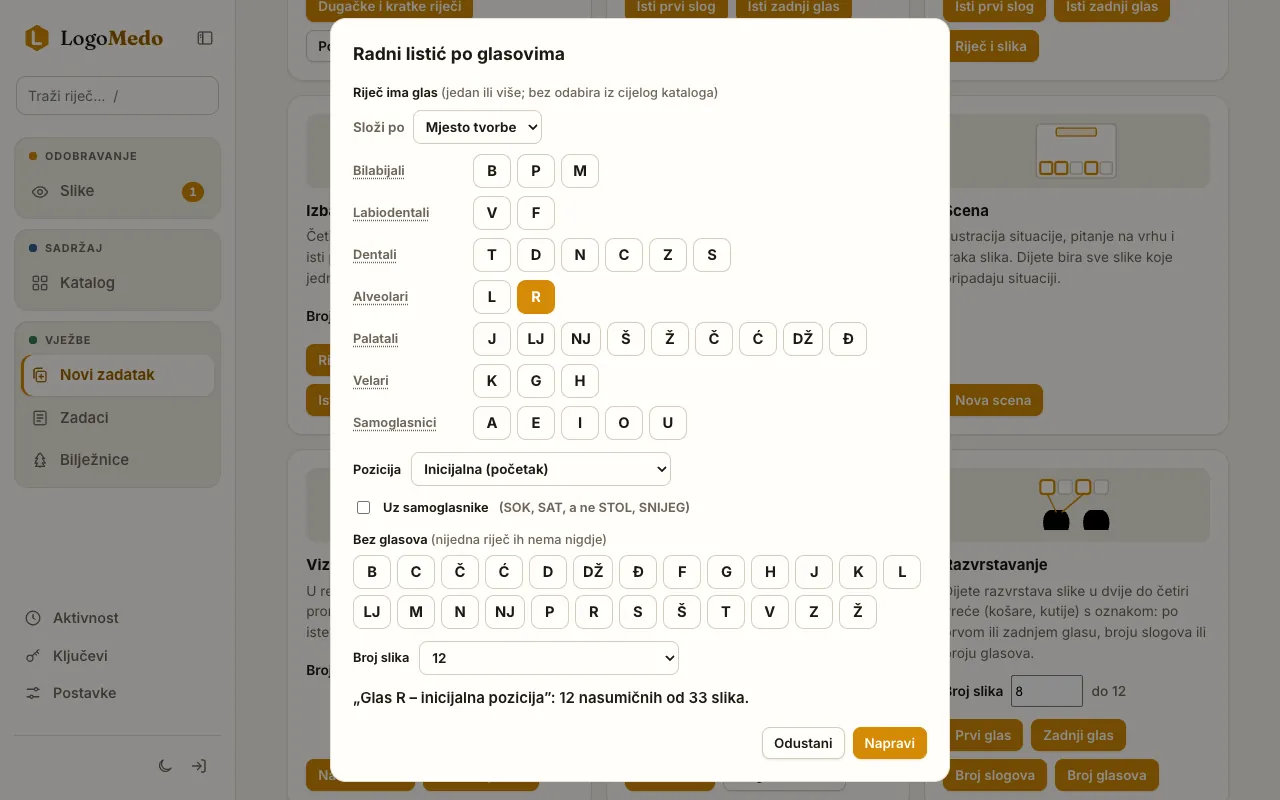 LogoMedo
Traži riječ... /
ODOBRAVANJE
Slike 1
SADRŽAJ
Katalog
VJEŽBE
Novi zadatak
Zadaci
Bilježnice
Aktivnost
Ključevi
Postavke
Dugačke i kratke riječi
Isti prvi slog Isti zadnji glas
Isti prvi slog Isti zadnji glas
Riječ i slika
Radni listić po glasovima
Riječ ima glas (jedan ili više; bez odabira iz cijelog kataloga)
Složi po Mjesto tvorbe
Bilabijali B P M
Labiodentali V F
Dentali T D N C Z S
Alveolari L R
Palatali J LJ NJ Š Ž Č Ć DŽ Đ
Velari K G H
Samoglasnici A E I O U
Pozicija Inicijalna (početak)
Uz samoglasnike (SOK, SAT, a ne STOL, SNIJEG)
Bez glasova (nijedna riječ ih nema nigdje)
B C Č Ć D DŽ Đ F G H J K L
LJ M N NJ P R S Š T V Z Ž
Broj slika 12
„Glas R – inicijalna pozicija”: 12 nasumičnih od 33 slika.
Odustani Napravi
Scena
situacije, pitanje na vrhu i
slika. Dijete bira sve slike koje
situaciji.
Nova scena
Razvrstavanje
Dijete razvrstava slike u dvije do četiri
(košare, kutije) s oznakom: po
ili zadnjem glasu, broju slogova ili
glasova.
Broj slika 8 do 12
Prvi glas Zadnji glas
Broj slogova Broj glasova